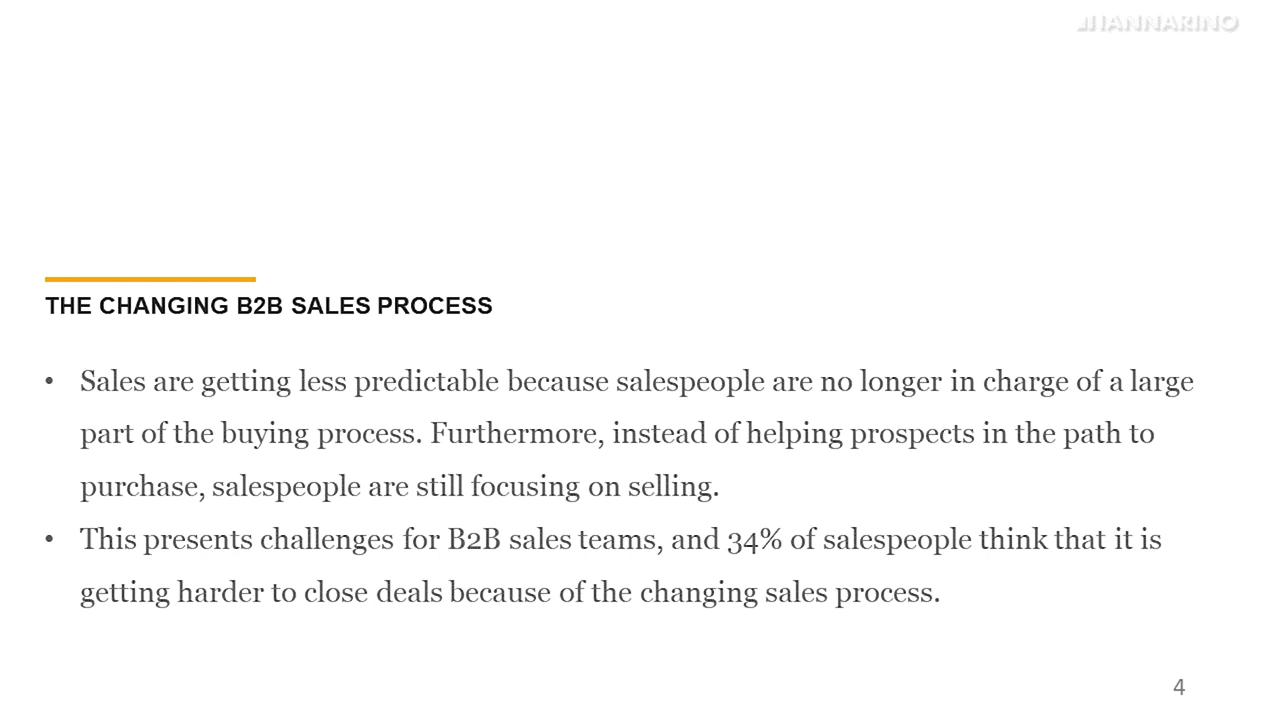 IANNARINO
THE CHANGING B2B SALES PROCESS
• Sales are getting less predictable because salespeople are no longer in charge of a large
part of the buying process. Furthermore, instead of helping prospects in the path to
purchase, salespeople are still focusing on selling.
• This presents challenges for B2B sales teams, and 34% of salespeople think that it is
getting harder to close deals because of the changing sales process.
4